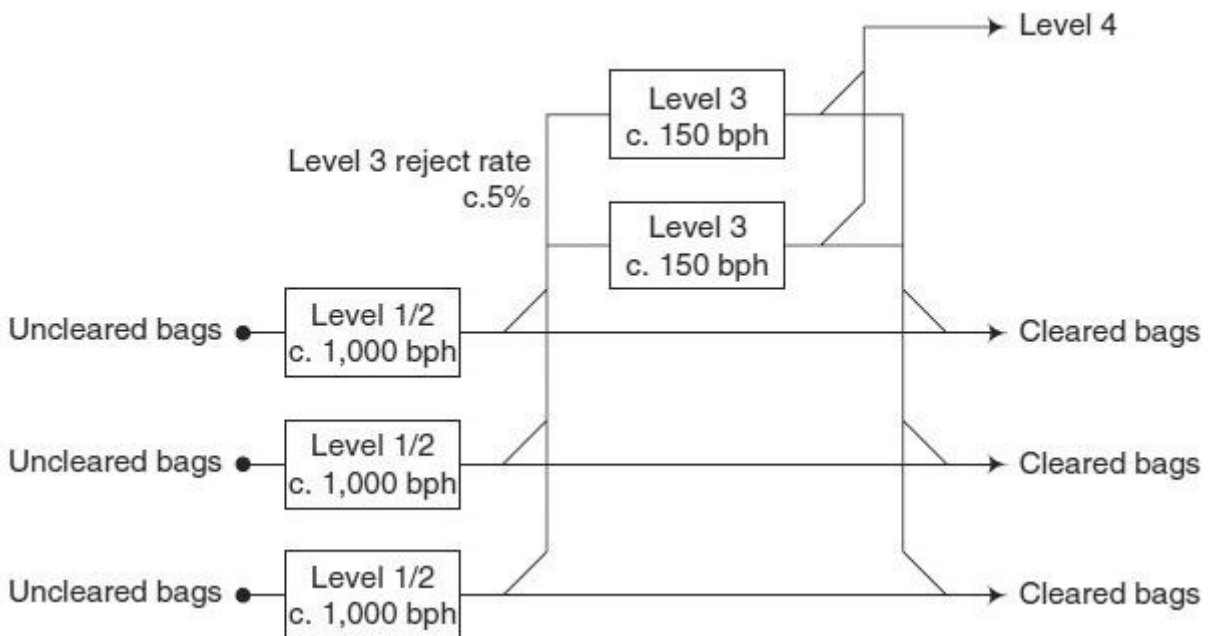 Level 4
Level 3
c. 150 bph
Level 3 reject rate
c.5%
Level 3
c. 150 bph
Uncleared bags
Level 1/2
c. 1,000 bph
Cleared bags
Uncleared bags
Level 1/2
c. 1,000 bph
Cleared bags
Uncleared bags
Level 1/2
c. 1,000 bph
Cleared bags